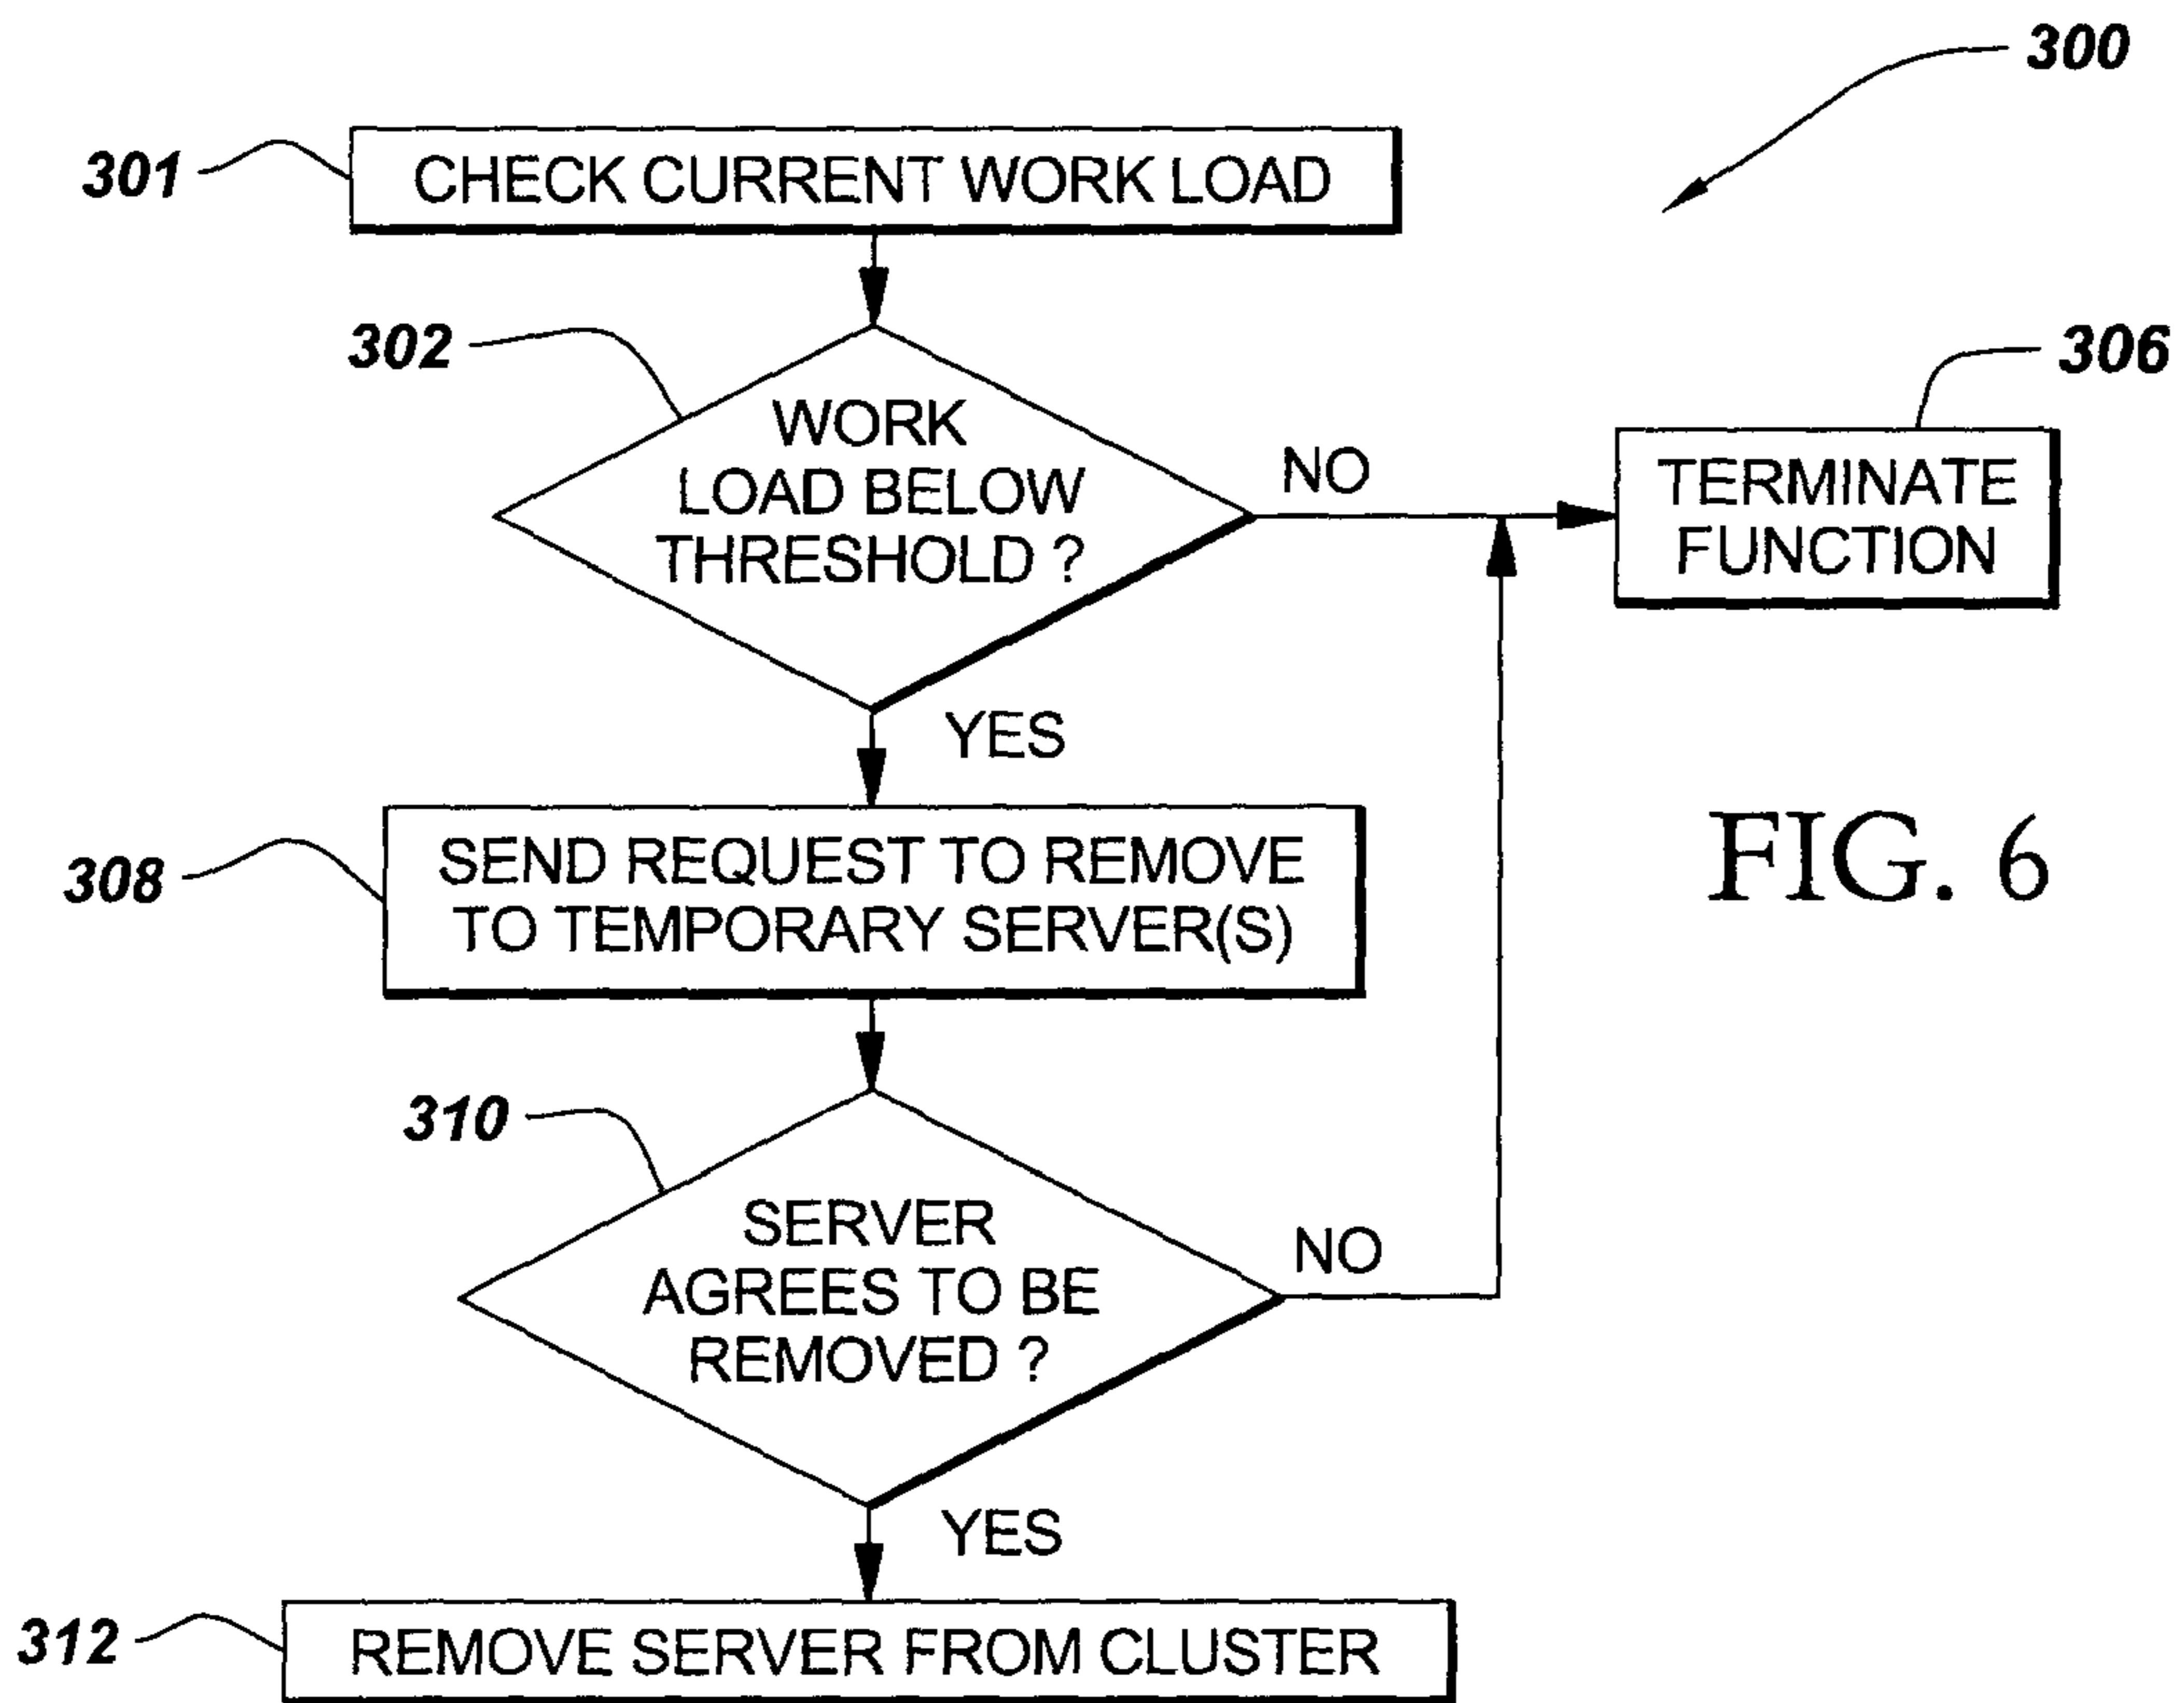 300
301
CHECK CURRENT WORK LOAD
302
WORK
LOAD BELOW
THRESHOLD ?
NO
306
TERMINATE
FUNCTION
YES
308
SEND REQUEST TO REMOVE
TO TEMPORARY SERVER(S)
FIG. 6
310
SERVER
AGREES TO BE
REMOVED ?
NO
YES
312
REMOVE SERVER FROM CLUSTER